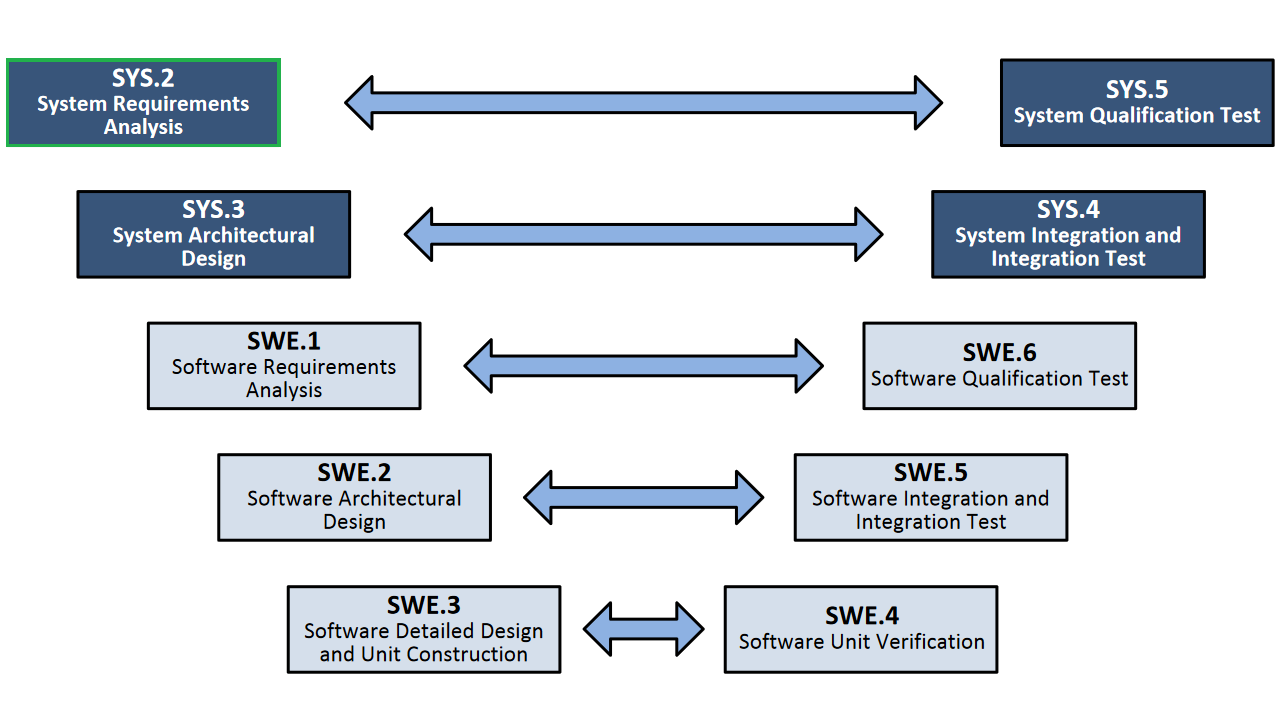 SYS.2
System Requirements
Analysis
SYS.5
System Qualification Test
SYS.3
System Architectural
Design
SYS.4
System Integration and
Integration Test
SWE.1
Software Requirements
Analysis
SWE.6
Software Qualification Test
SWE.2
Software Architectural
Design
SWE.5
Software Integration and
Integration Test
SWE.3
Software Detailed Design
and Unit Construction
SWE.4
Software Unit Verification